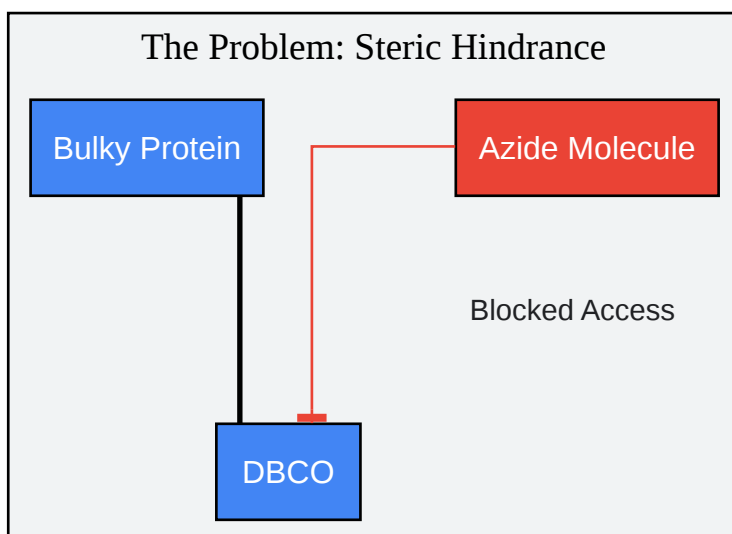 The Problem: Steric Hindrance
Bulky Protein
Azide Molecule
Blocked Access
DBCO